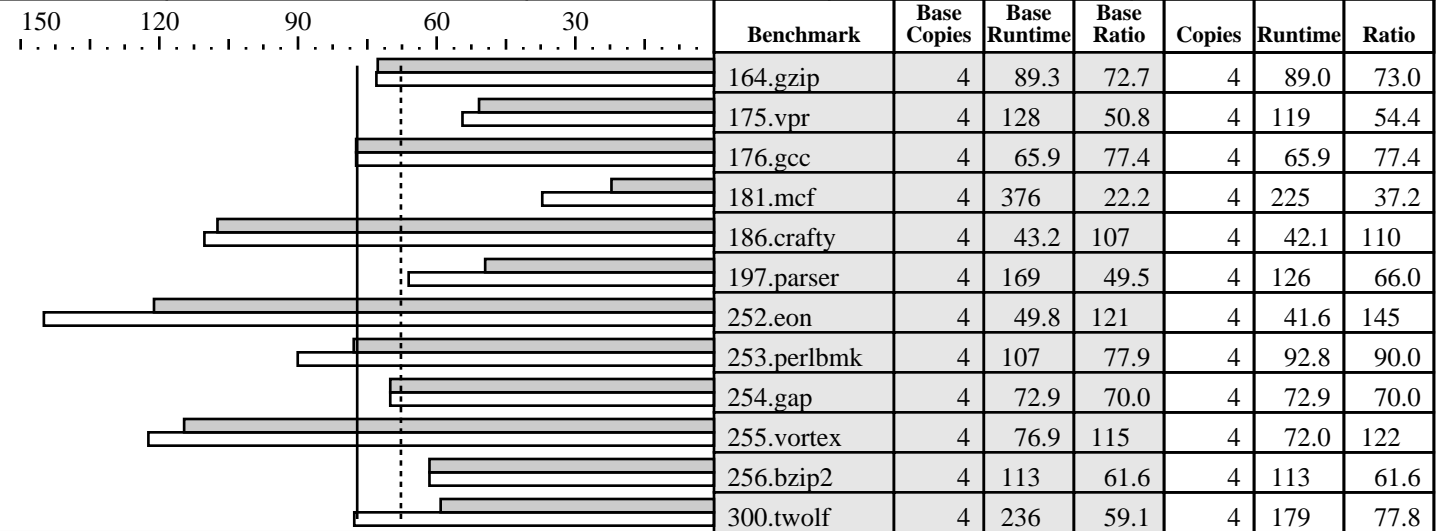 150 120 90 60 30
Benchmark Base Copies Base Runtime Base Ratio Copies Runtime Ratio
164.gzip 4 89.3 72.7 4 89.0 73.0
175.vpr 4 128 50.8 4 119 54.4
176.gcc 4 65.9 77.4 4 65.9 77.4
181.mcf 4 376 22.2 4 225 37.2
186.crafty 4 43.2 107 4 42.1 110
197.parser 4 169 49.5 4 126 66.0
252.eon 4 49.8 121 4 41.6 145
253.perlbmk 4 107 77.9 4 92.8 90.0
254.gap 4 72.9 70.0 4 72.9 70.0
255.vortex 4 76.9 115 4 72.0 122
256.bzip2 4 113 61.6 4 113 61.6
300.twolf 4 236 59.1 4 179 77.8